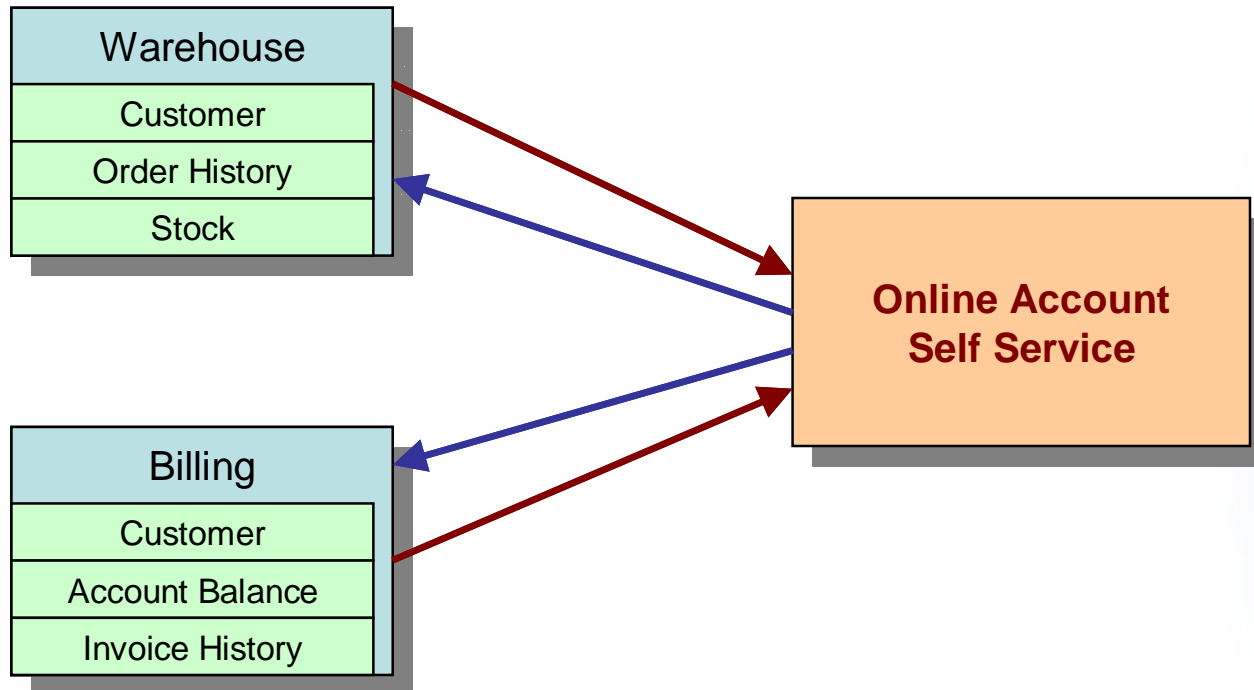 Warehouse
Customer
Order History
Stock
Online Account
Self Service
Billing
Customer
Account Balance
Invoice History